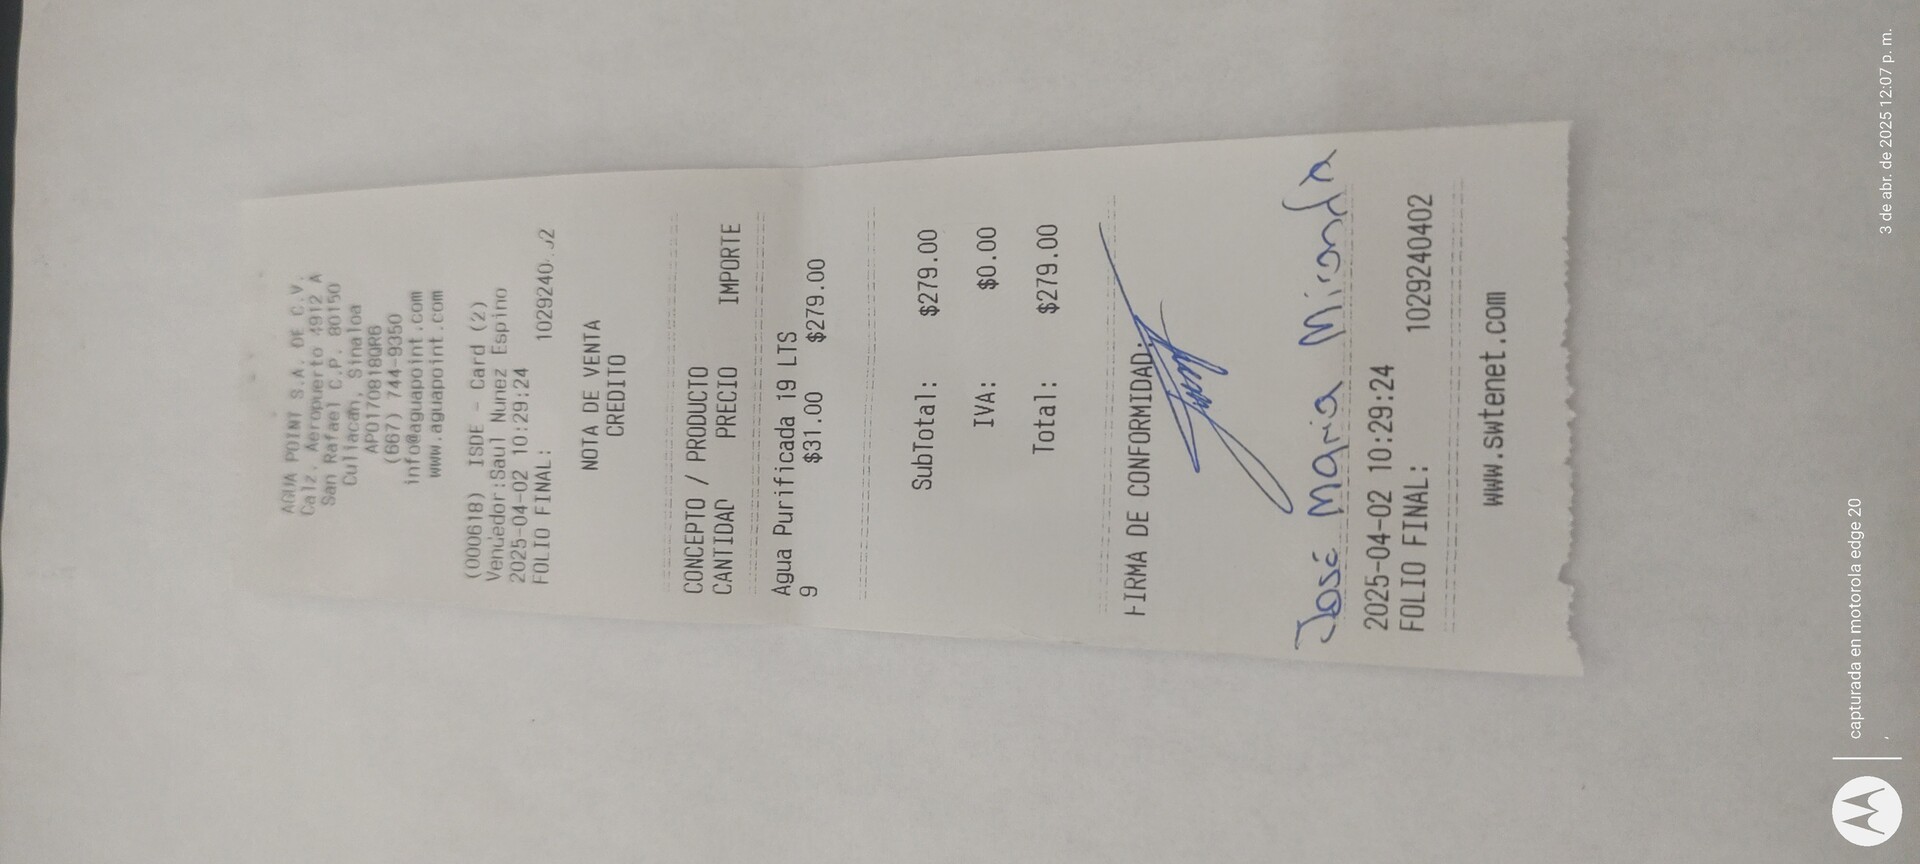 AGUA POINT S.A. DE C.V.
Calz. Aeropuerto 4912 A
San Rafael C.P. 80150
Culiacan, Sinaloa
APO170818QR6
(667) 744-9350
info@aguapoint.com
www.aguapoint.com
(000618) ISDE - Card (2)
Vendedor:Saul Nunez Espino
2025-04-02 10:29:24
FOLIO FINAL:
NOTA DE VENTA
CREDITO
CONCEPTO / PRODUCTO
CANTIDAD PRECIO IMPORTE
Agua Purificada 19 LTS
9 $31.00 $279.00
SubTotal: $279.00
IVA: $0.00
Total: $279.00
FIRMA DE CONFORMIDAD:
José Maria Miranda
2025-04-02 10:29:24
FOLIO FINAL: 1029240402
www.swtenet.com
capturada en motorola edge 20
3 de abr. de 2025 12:07 p. m.